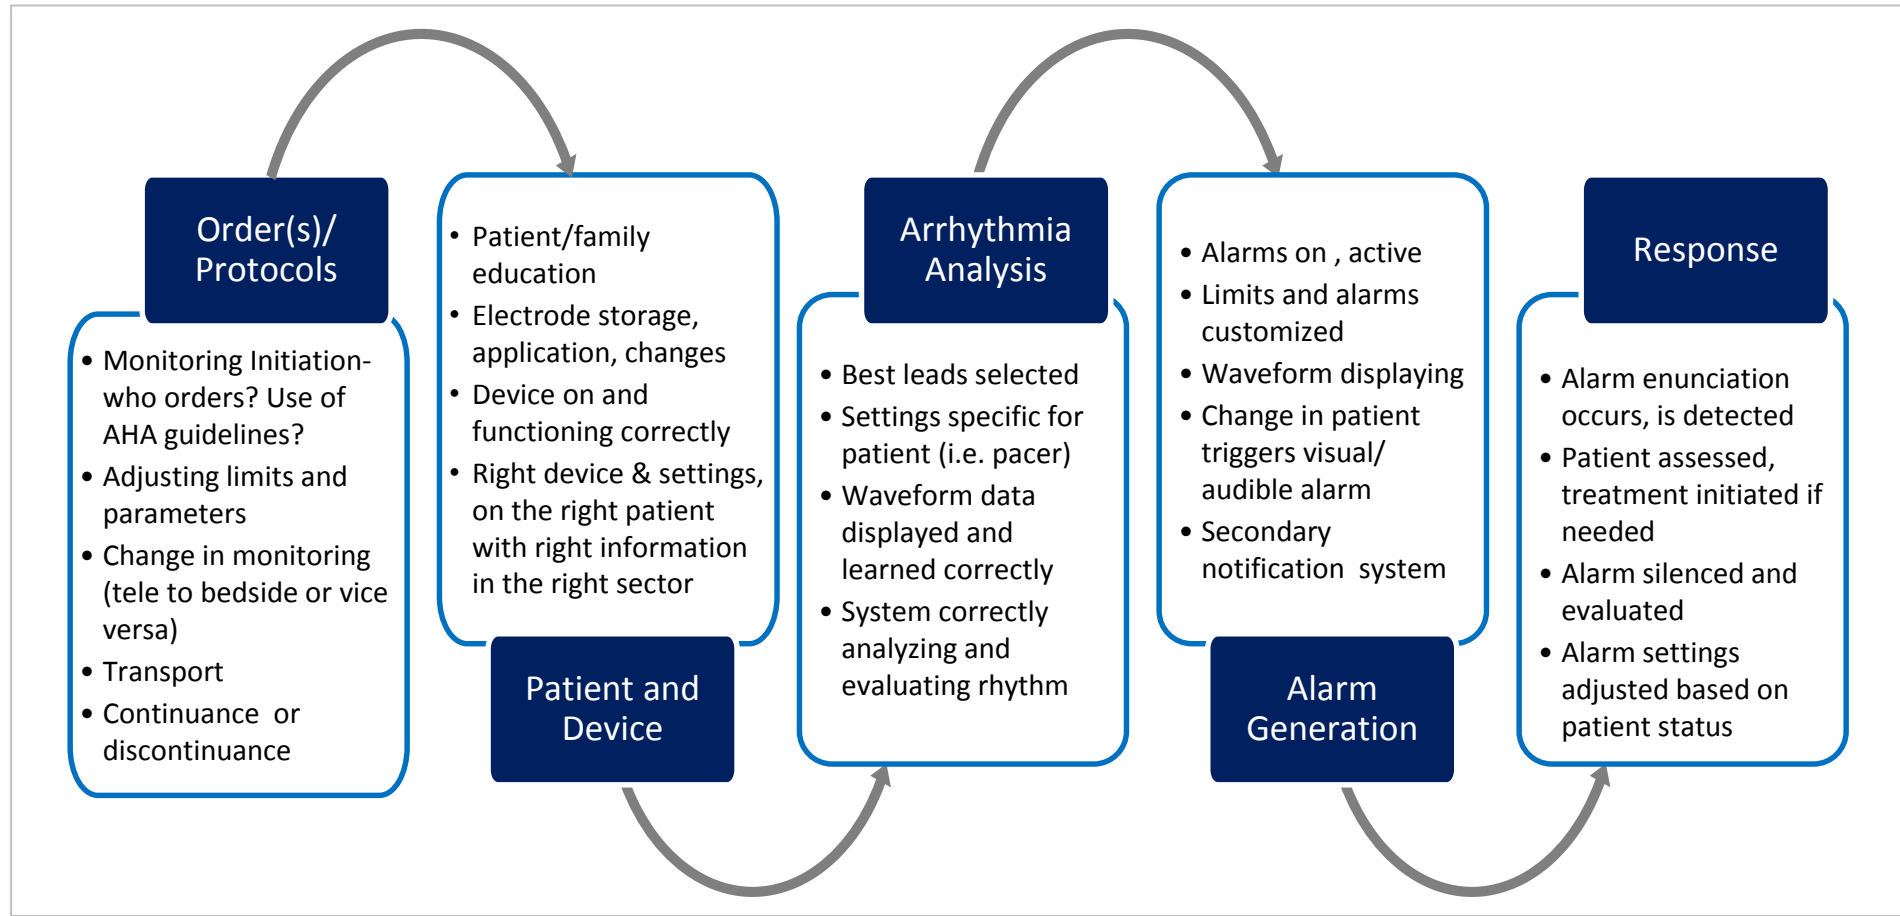 Order(s)/
Protocols
• Monitoring Initiation-
who orders? Use of
AHA guidelines?
• Adjusting limits and
parameters
• Change in monitoring
(tele to bedside or vice
versa)
• Transport
• Continuance or
discontinuance
• Patient/family
education
• Electrode storage,
application, changes
• Device on and
functioning correctly
• Right device & settings,
on the right patient
with right information
in the right sector
Patient and
Device
Arrhythmia
Analysis
• Best leads selected
• Settings specific for
patient (i.e. pacer)
• Waveform data
displayed and
learned correctly
• System correctly
analyzing and
evaluating rhythm
• Alarms on , active
• Limits and alarms
customized
• Waveform displaying
• Change in patient
triggers visual/
audible alarm
• Secondary
notification system
Alarm
Generation
Response
• Alarm enunciation
occurs, is detected
• Patient assessed,
treatment initiated if
needed
• Alarm silenced and
evaluated
• Alarm settings
adjusted based on
patient status